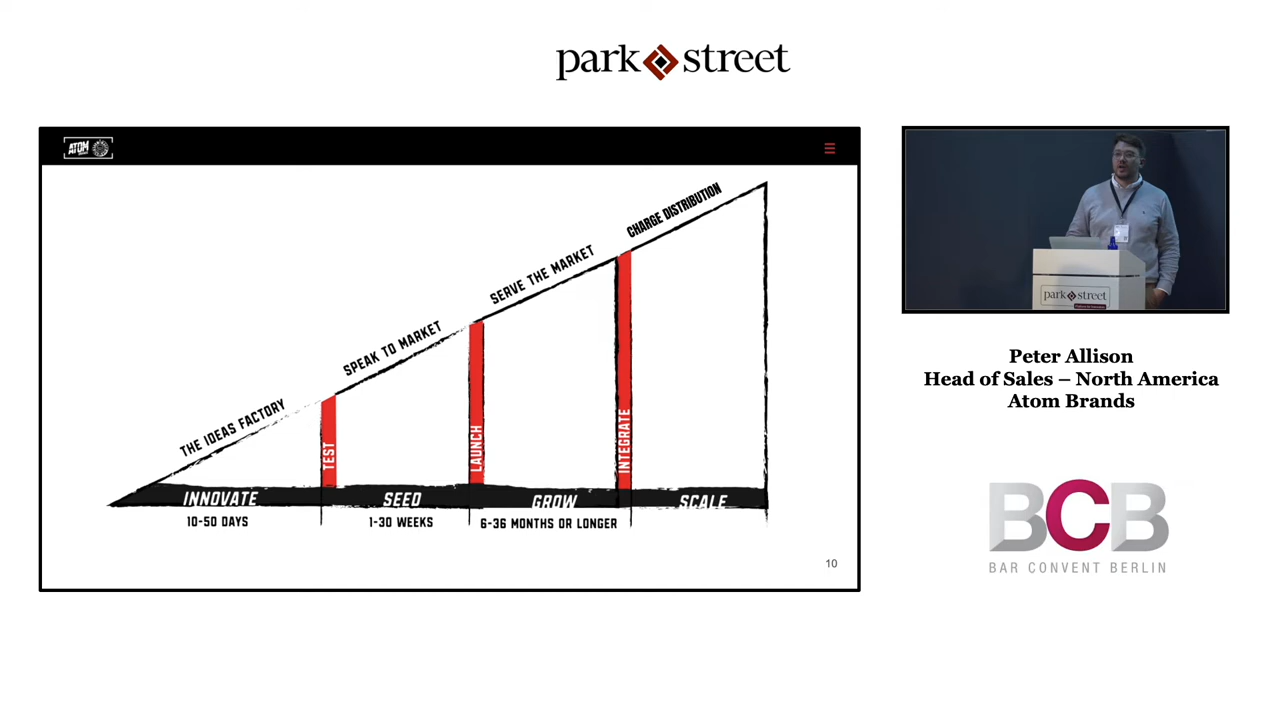 park street
ATOM
CHARGE DISTRIBUTION
SERVE THE MARKET
SPEAK TO MARKET
THE IDEAS FACTORY
TEST
LAUNCH
INTEGRATE
INNOVATE
SEED
GROW
SCALE
10-50 DAYS
1-30 WEEKS
6-36 MONTHS OR LONGER
10
park street
Peter Allison
Head of Sales – North America
Atom Brands
BCB
BAR CONVENT BERLIN